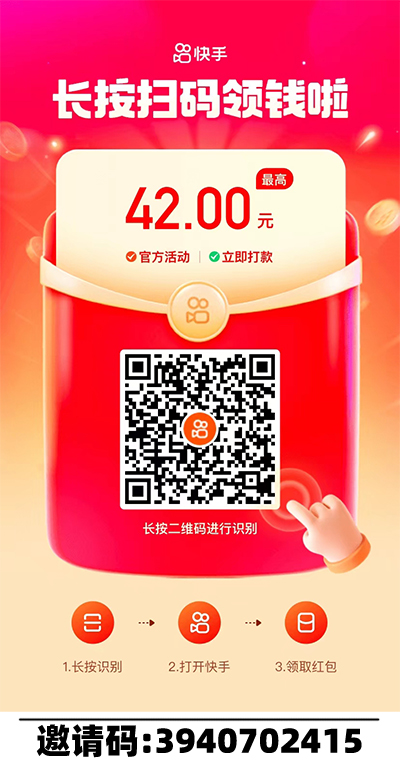 快手
长按扫码领钱啦
最高
42.00元
官方活动 | 立即打款
长按二维码进行识别
1.长按识别 2.打开快手 3.领取红包
邀请码:3940702415